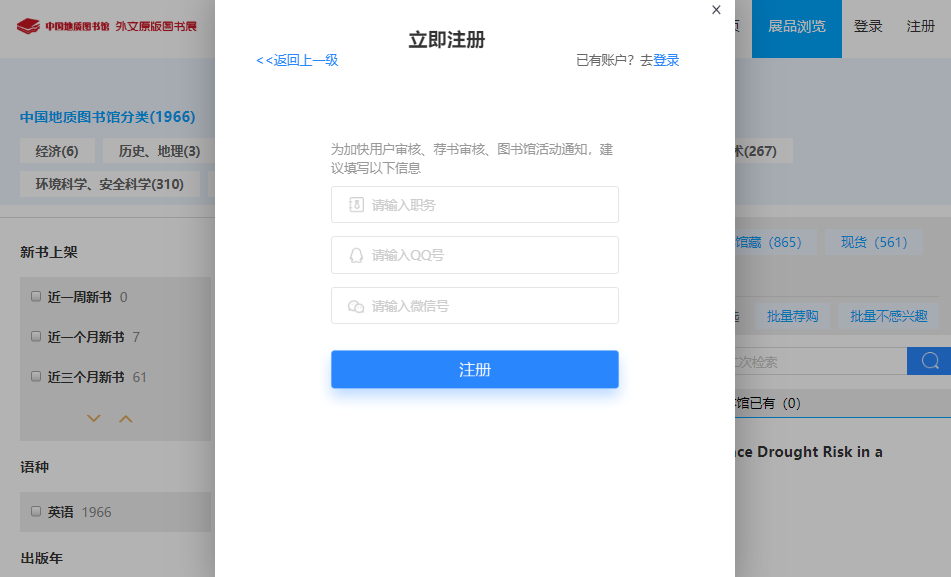 中国地质图书馆 外文原版图书展
展品浏览
登录
注册
×
立即注册
<<返回上一级
已有账户？去登录
中国地质图书馆分类(1966)
经济(6)
历史、地理(3)
术(267)
环境科学、安全科学(310)
为加快用户审核、荐书审核、图书馆活动通知，建
议填写以下信息
请输入职务
请输入QQ号
请输入微信号
注册
新书上架
近一周新书 0
近一个月新书 7
近三个月新书 61
语种
英语 1966
出版年
馆藏（865）
现货（561）
选
批量荐购
批量不感兴趣
二次检索
馆已有（0）
nce Drought Risk in a